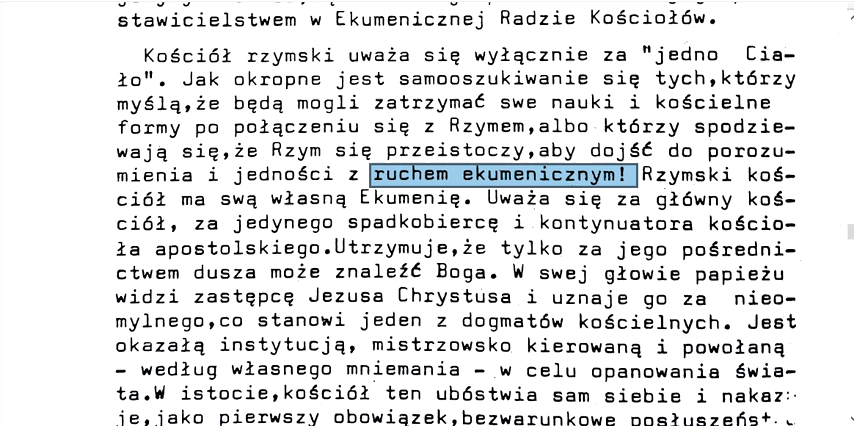 stawicielstwem w Ekumenicznej Radzie Kościołów.
Kościół rzymski uważa się wyłącznie za "jedno Cia-
ło". Jak okropne jest samooszukiwanie się tych,którzy
myślą,że będą mogli zatrzymać swe nauki i kościelne
formy po połączeniu się z Rzymem,albo którzy spodzie-
wają się,że Rzym się przeistoczy,aby dojść do porozu-
mienia i jedności z ruchem ekumenicznym! Rzymski koś-
ciół ma swą własną Ekumenię. Uważa się za główny koś-
ciół, za jedynego spadkobiercę i kontynuatora kościo-
ła apostolskiego.Utrzymuje,że tylko za jego pośredni-
ctwem dusza może znaleźć Boga. W swej głowie papieżu
widzi zastępcę Jezusa Chrystusa i uznaje go za nieo-
mylnego,co stanowi jeden z dogmatów kościelnych. Jest
okazałą instytucją, mistrzowsko kierowaną i powołaną
- według własnego mniemania - w celu opanowania świa-
ta.W istocie,kościół ten ubóstwia sam siebie i nakaz
je,jako pierwszy obowiązek,bezwarunkowe